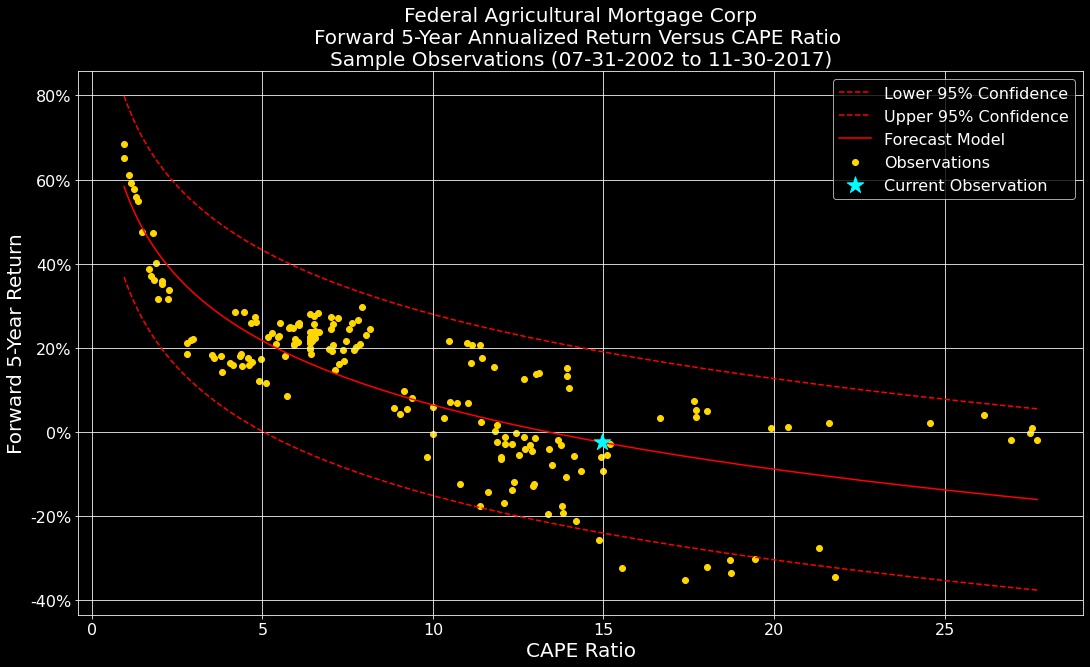 Federal Agricultural Mortgage Corp
Forward 5-Year Annualized Return Versus CAPE Ratio
Sample Observations (07-31-2002 to 11-30-2017)
Lower 95% Confidence
Upper 95% Confidence
Forecast Model
Observations
Current Observation
Forward 5-Year Return
80%
60%
40%
20%
0%
-20%
-40%
0
5
10
15
20
25
CAPE Ratio